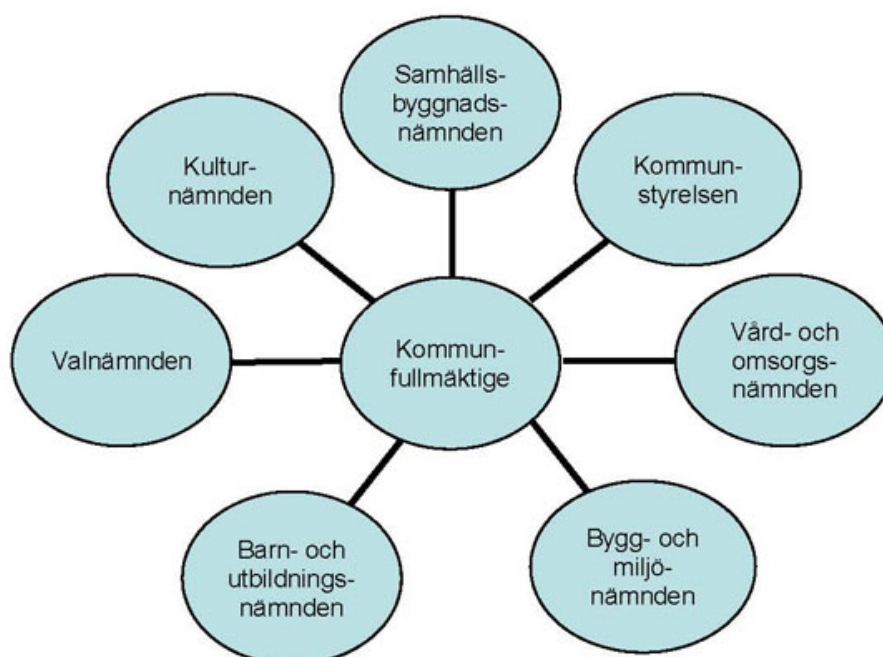 Samhälls-
byggnads-
nämnden
Kultur-
nämnden
Kommun-
styrelsen
Valnämnden
Kommun-
fullmäktige
Vård- och
omsorgs-
nämnden
Barn- och
utbildnings-
nämnden
Bygg- och
miljö-
nämnden